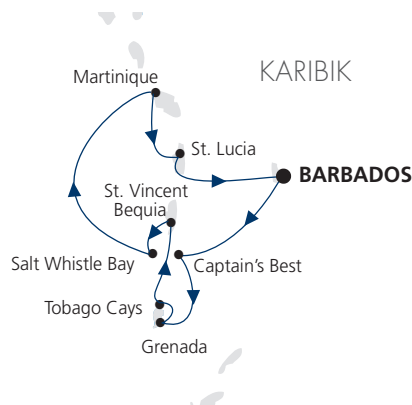 KARIBIK
Martinique
St. Lucia
BARBADOS
St. Vincent
Bequia
Salt Whistle Bay
Captain's Best
Tobago Cays
Grenada